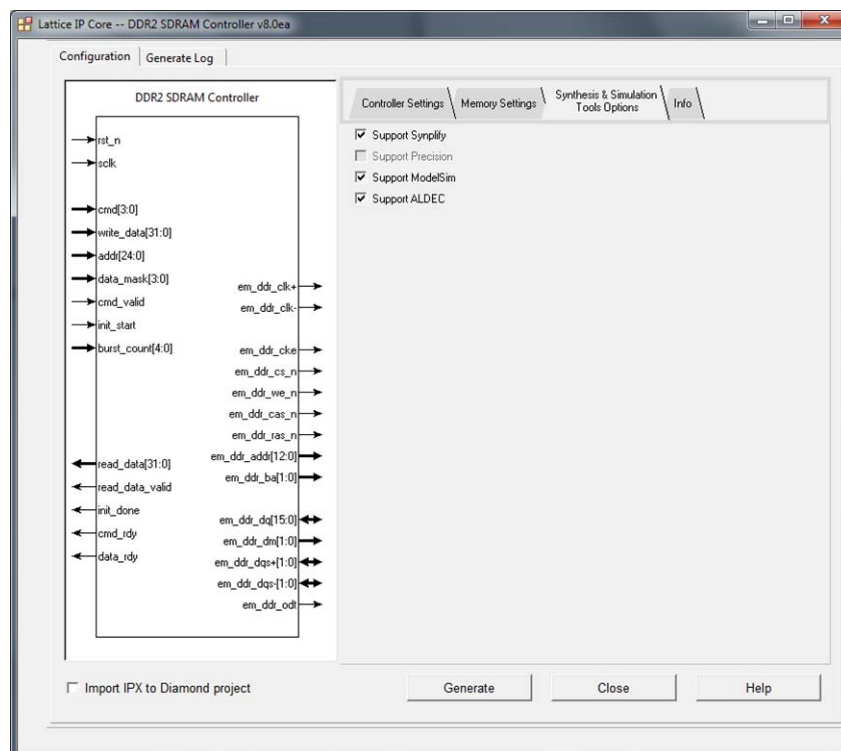 Lattice IP Core -- DDR2 SDRAM Controller v8.0ea
Configuration
Generate Log
DDR2 SDRAM Controller
rst_n
sclk
cmd[3:0]
write_data[31:0]
addr[24:0]
data_mask[3:0]
cmd_valid
init_start
burst_count[4:0]
read_data[31:0]
read_data_valid
init_done
cmd_rdy
data_rdy
em_ddr_clk+
em_ddr_clk-
em_ddr_cke
em_ddr_cs_n
em_ddr_we_n
em_ddr_cas_n
em_ddr_ras_n
em_ddr_addr[12:0]
em_ddr_ba[1:0]
em_ddr_dq[15:0]
em_ddr_dm[1:0]
em_ddr_dqs+[1:0]
em_ddr_dqs-[1:0]
em_ddr_odt
Controller Settings
Memory Settings
Synthesis & Simulation
Tools Options
Info
Support Synplify
Support Precision
Support ModelSim
Support ALDEC
Import IPX to Diamond project
Generate
Close
Help